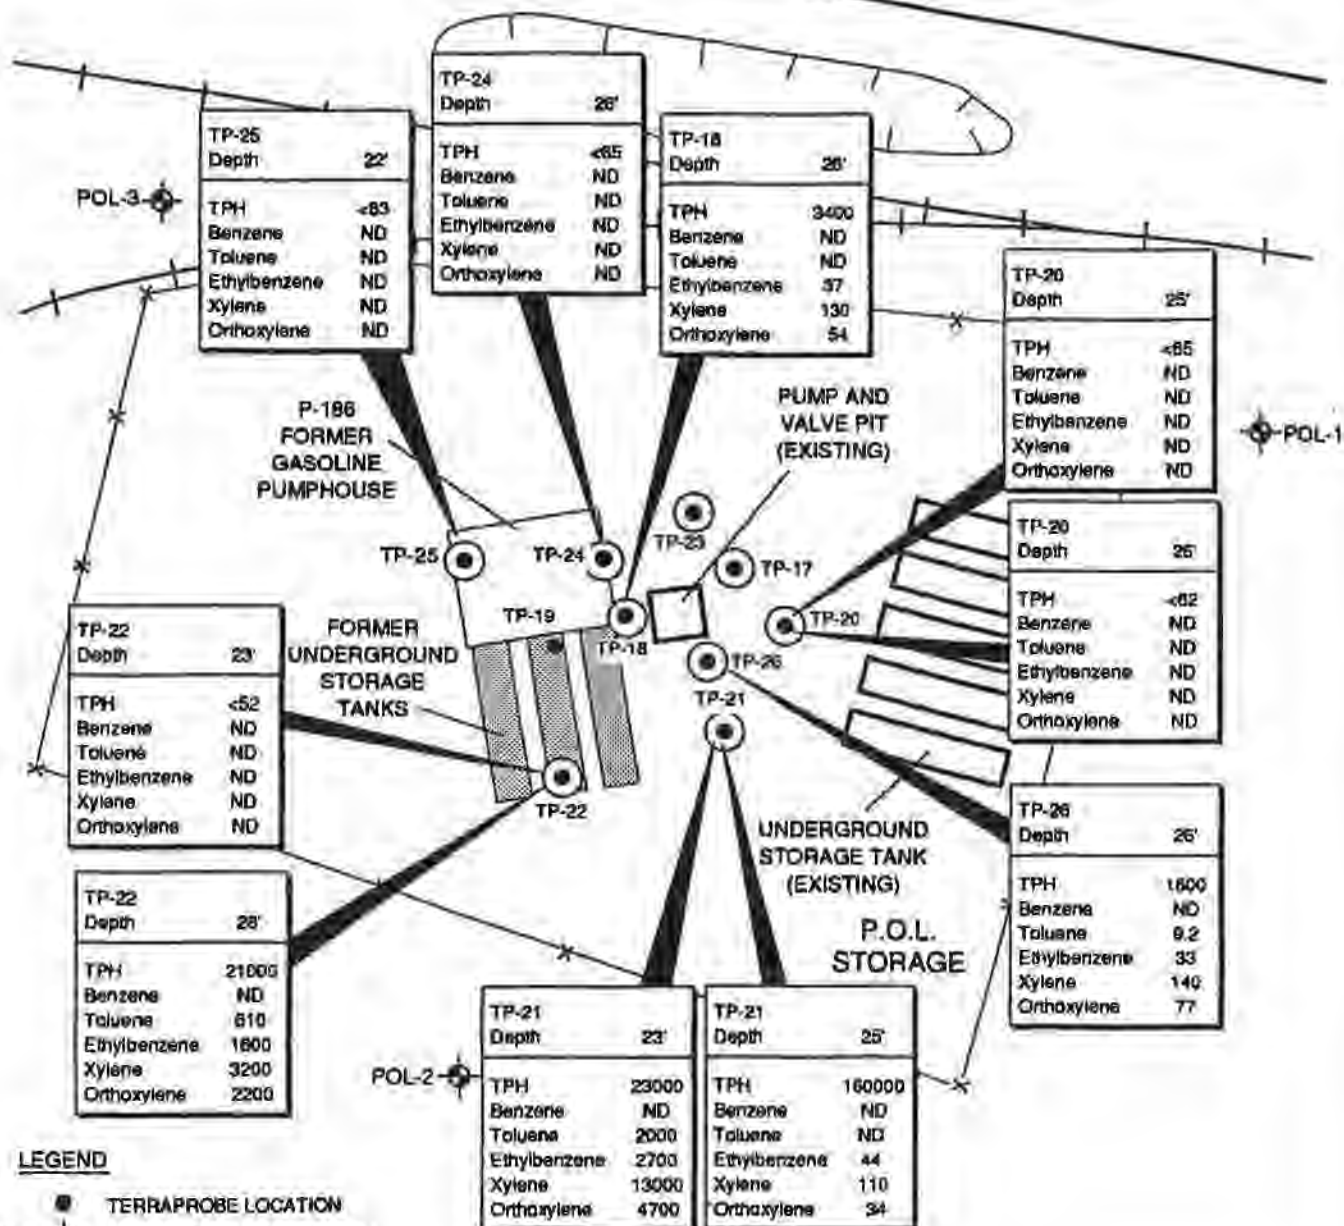 TP-24
Depth 26'
TPH <65
Benzene ND
Toluene ND
Ethylbenzene ND
Xylene ND
Orthoxylene ND
TP-25
Depth 22'
TPH <83
Benzene ND
Toluene ND
Ethylbenzene ND
Xylene ND
Orthoxylene ND
TP-18
Depth 26'
TPH 3400
Benzene ND
Toluene ND
Ethylbenzene 37
Xylene 130
Orthoxylene 54
POL-3
TP-20
Depth 25'
TPH <65
Benzene ND
Toluene ND
Ethylbenzene ND
Xylene ND
Orthoxylene ND
POL-1
P-186
FORMER
GASOLINE
PUMPHOUSE
PUMP AND
VALVE PIT
(EXISTING)
TP-23
TP-25
TP-24
TP-17
TP-19
TP-18
TP-20
TP-26
TP-21
TP-20
Depth 26'
TPH <62
Benzene ND
Toluene ND
Ethylbenzene ND
Xylene ND
Orthoxylene ND
FORMER
UNDERGROUND
STORAGE
TANKS
TP-22
Depth 23'
TPH <52
Benzene ND
Toluene ND
Ethylbenzene ND
Xylene ND
Orthoxylene ND
TP-22
UNDERGROUND
STORAGE TANK
(EXISTING)
P.O.L.
STORAGE
TP-26
Depth 26'
TPH 1600
Benzene ND
Toluene 9.2
Ethylbenzene 33
Xylene 140
Orthoxylene 77
TP-22
Depth 28'
TPH 21000
Benzene ND
Toluene 610
Ethylbenzene 1600
Xylene 3200
Orthoxylene 2200
POL-2
TP-21
Depth 23'
TPH 23000
Benzene ND
Toluene 2000
Ethylbenzene 2700
Xylene 13000
Orthoxylene 4700
TP-21
Depth 25'
TPH 160000
Benzene ND
Toluene ND
Ethylbenzene 44
Xylene 110
Orthoxylene 34
LEGEND
TERRAPROBE LOCATION